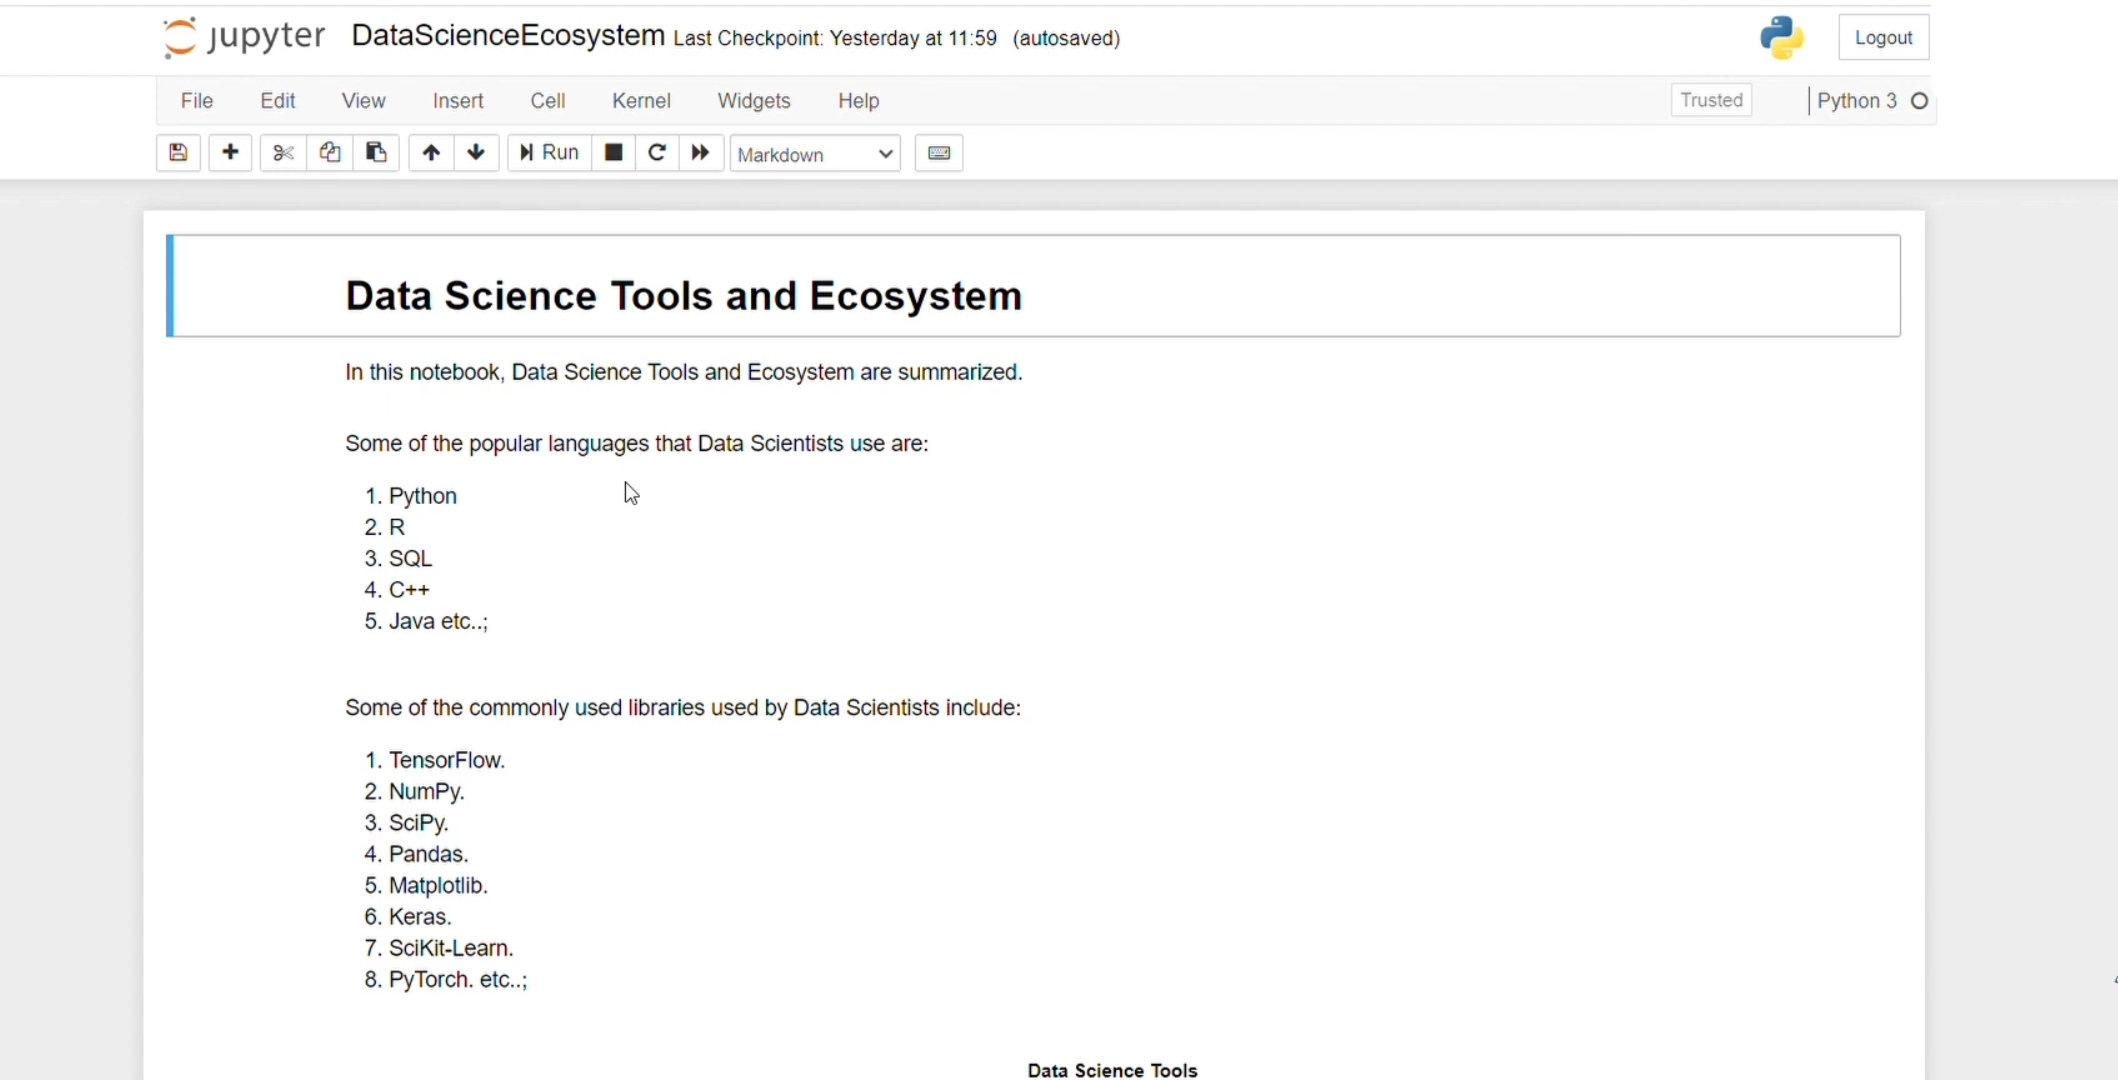 jupyter DataScienceEcosystem Last Checkpoint: Yesterday at 11:59 (autosaved) Logout
File Edit View Insert Cell Kernel Widgets Help Trusted Python 3
Run Markdown
Data Science Tools and Ecosystem
In this notebook, Data Science Tools and Ecosystem are summarized.
Some of the popular languages that Data Scientists use are:
1. Python
2. R
3. SQL
4. C++
5. Java etc..;
Some of the commonly used libraries used by Data Scientists include:
1. TensorFlow.
2. NumPy.
3. SciPy.
4. Pandas.
5. Matplotlib.
6. Keras.
7. SciKit-Learn.
8. PyTorch. etc..;
Data Science Tools